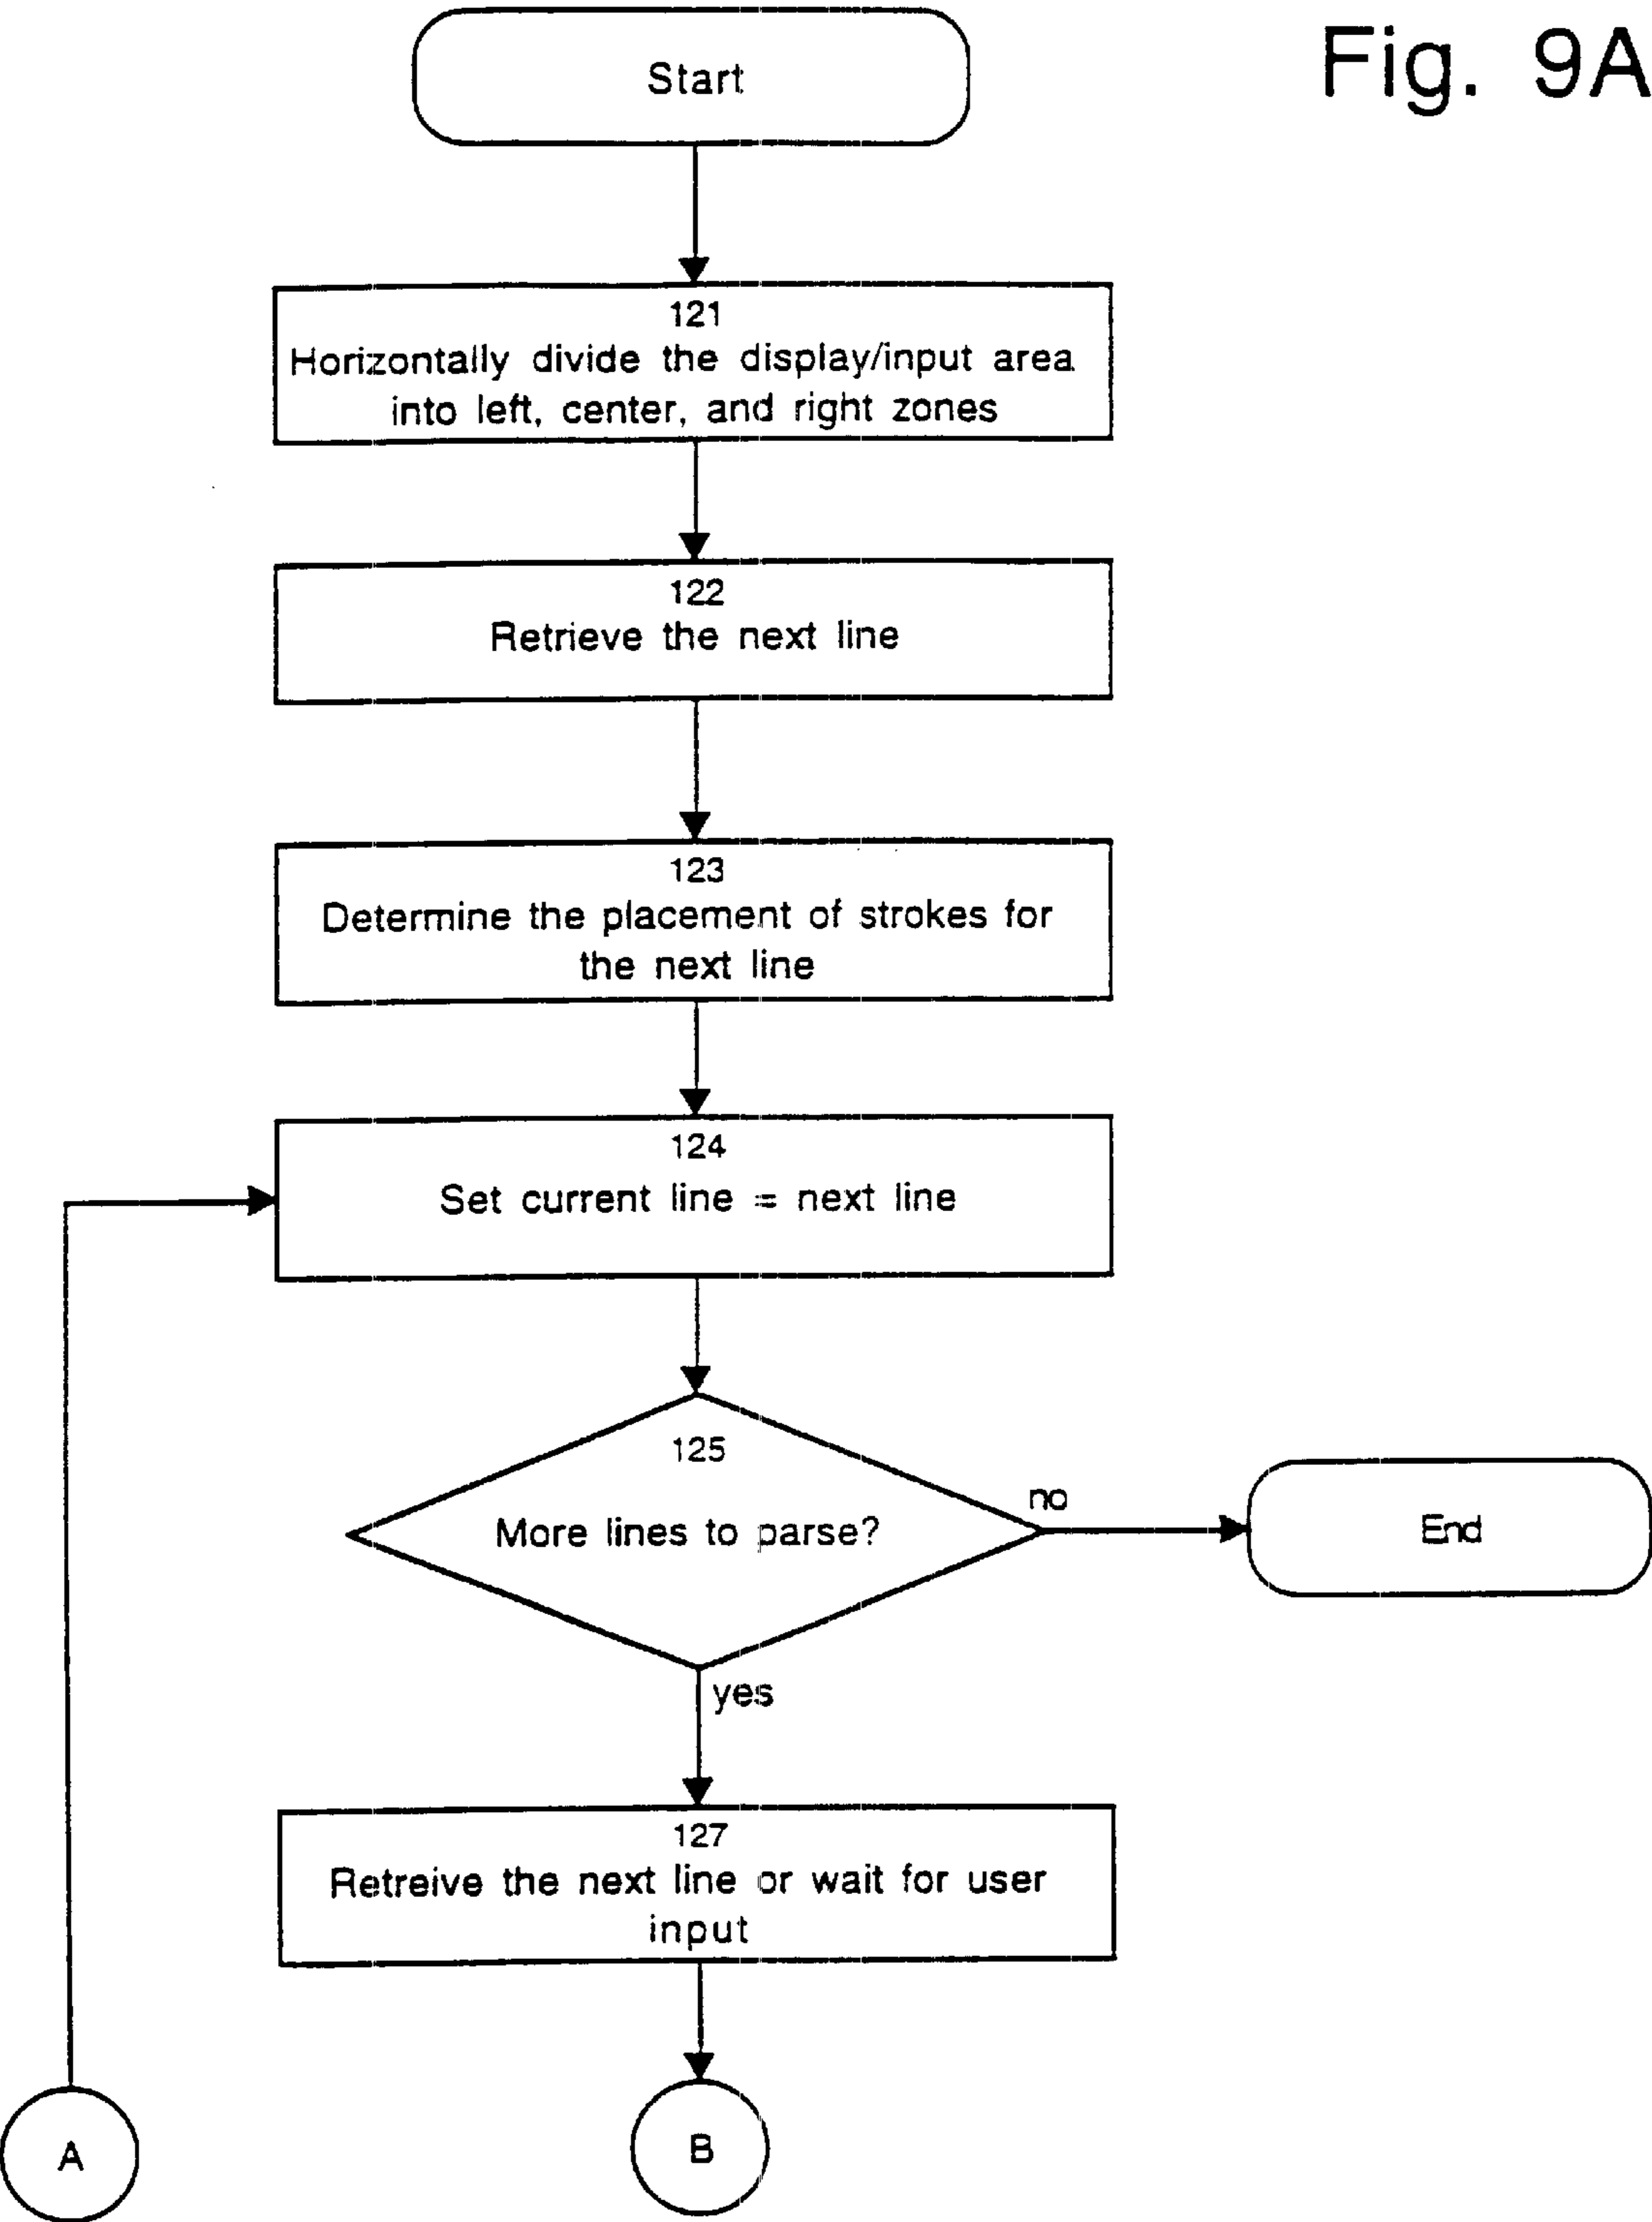 Fig. 9A
Start
121
Horizontally divide the display/input area
into left, center, and right zones
122
Retrieve the next line
123
Determine the placement of strokes for
the next line
124
Set current line = next line
125
More lines to parse?
no
End
yes
127
Retreive the next line or wait for user
input
A
B